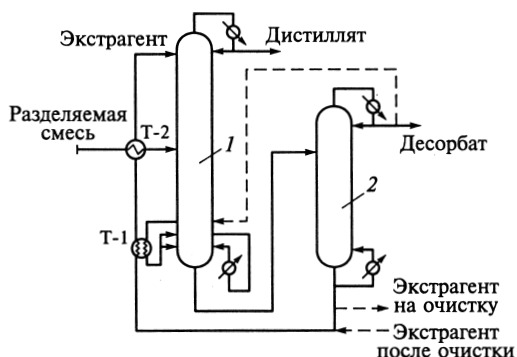 Экстрагент
Дистиллят
Разделяемая
смесь
Т-2
1
Десорбат
2
Т-1
Экстрагент
на очистку
Экстрагент
после очистки